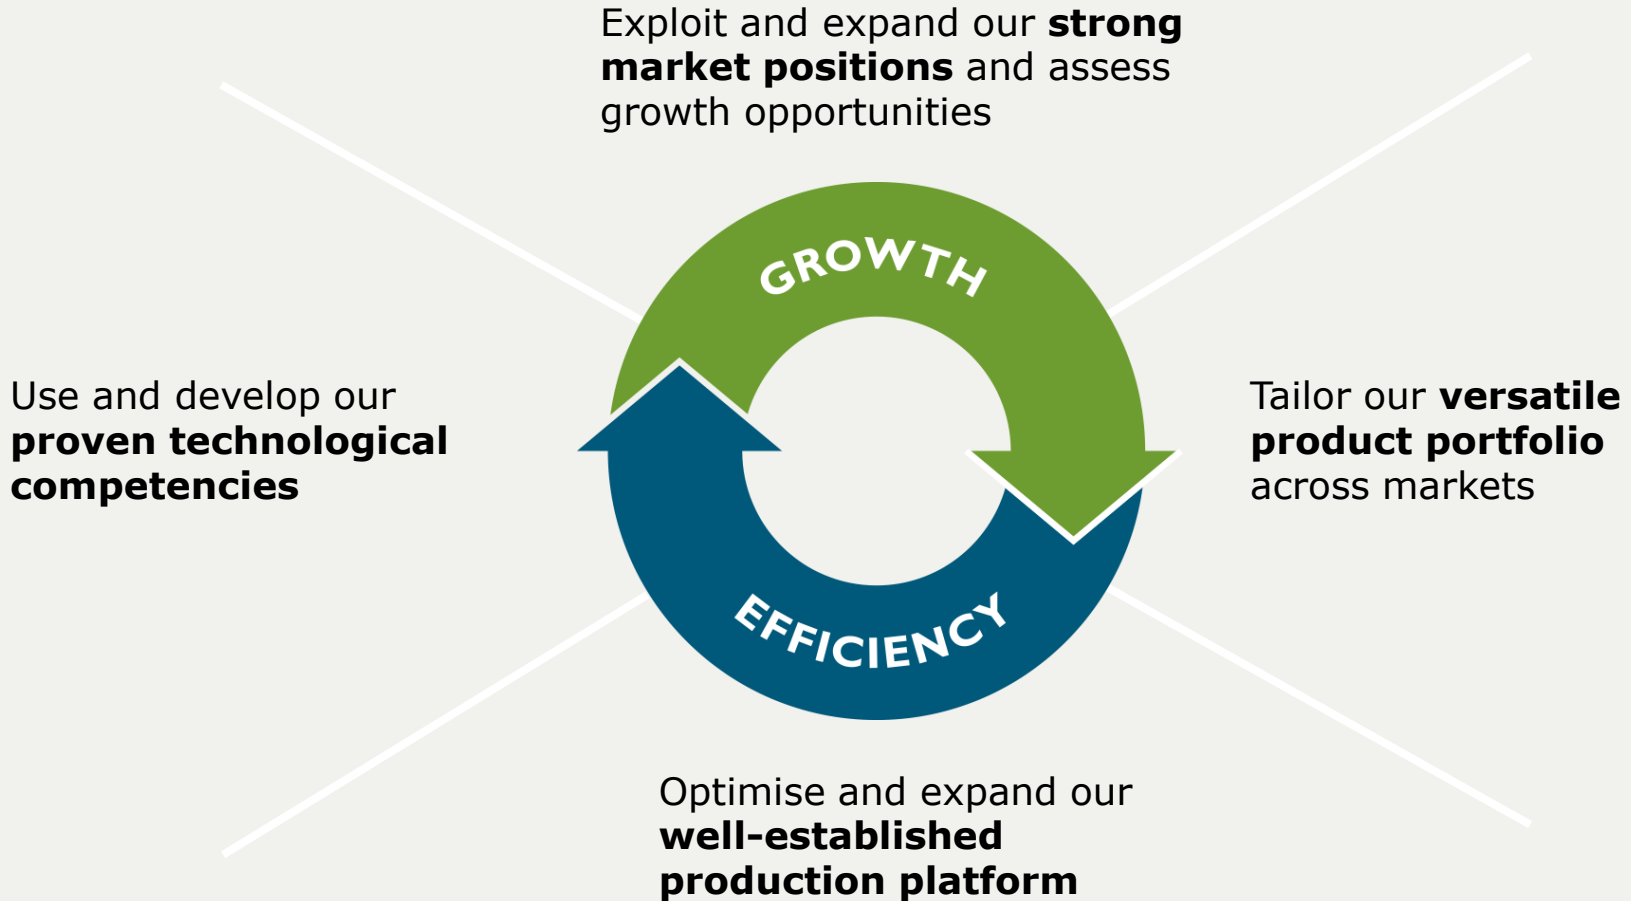 Exploit and expand our strong
market positions and assess
growth opportunities
GROWTH
Use and develop our
proven technological
competencies
Tailor our versatile
product portfolio
across markets
EFFICIENCY
Optimise and expand our
well-established
production platform